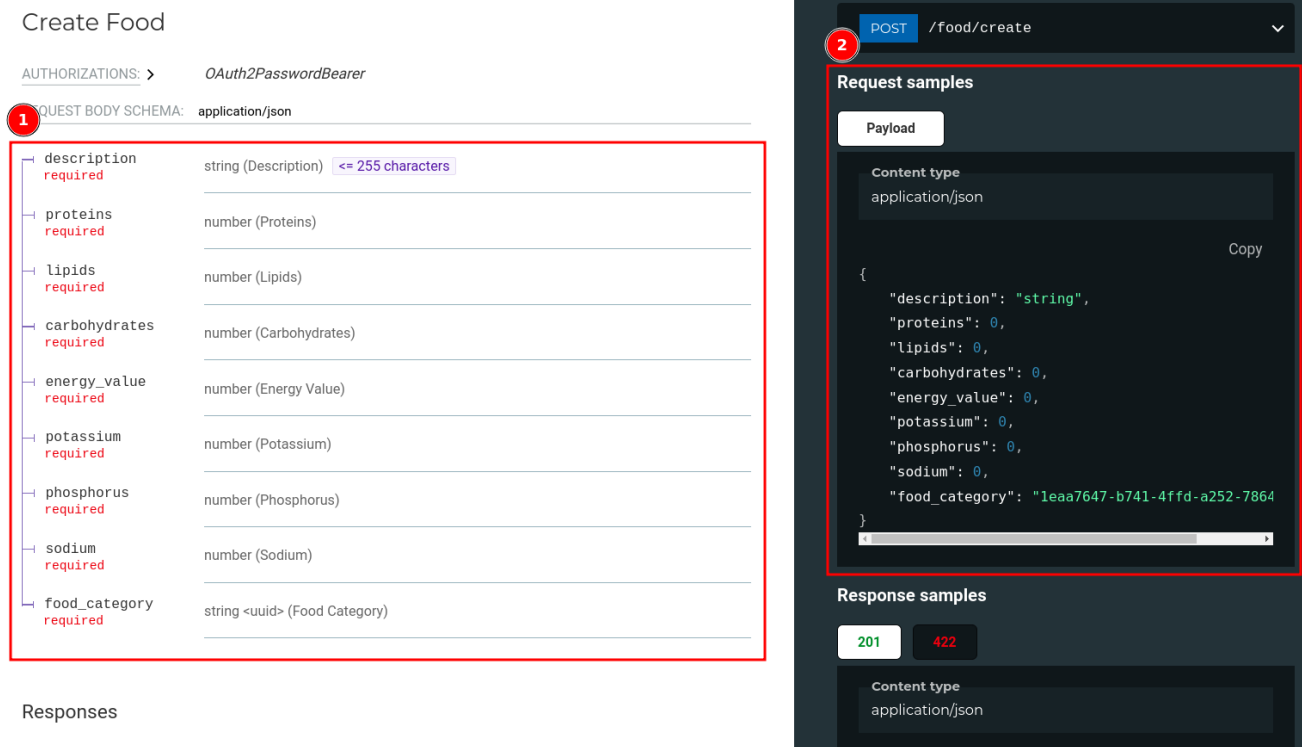 Create Food
AUTHORIZATIONS: OAuth2PasswordBearer
QUEST BODY SCHEMA: application/json
1
description string (Description) <= 255 characters
required
proteins number (Proteins)
required
lipids number (Lipids)
required
carbohydrates number (Carbohydrates)
required
energy_value number (Energy Value)
required
potassium number (Potassium)
required
phosphorus number (Phosphorus)
required
sodium number (Sodium)
required
food_category string <uuid> (Food Category)
required
Responses
POST /food/create
2
Request samples
Payload
Content type
application/json
Copy
{
"description": "string",
"proteins": 0,
"lipids": 0,
"carbohydrates": 0,
"energy_value": 0,
"potassium": 0,
"phosphorus": 0,
"sodium": 0,
"food_category": "1eaa7647-b741-4ffd-a252-7864
}
Response samples
201 422
Content type
application/json